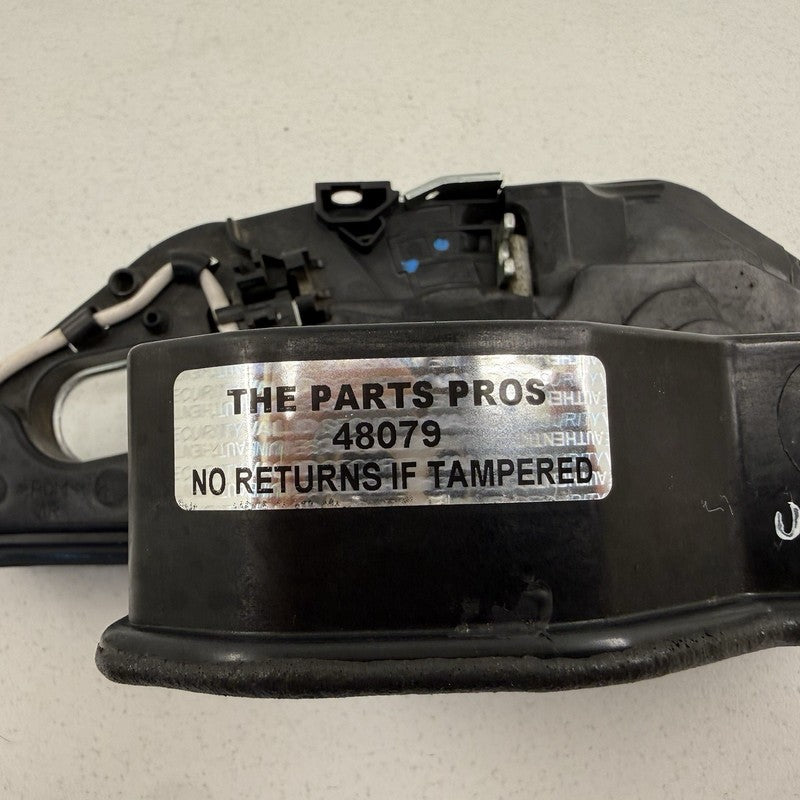 THE PARTS PROS
48079
NO RETURNS IF TAMPERED